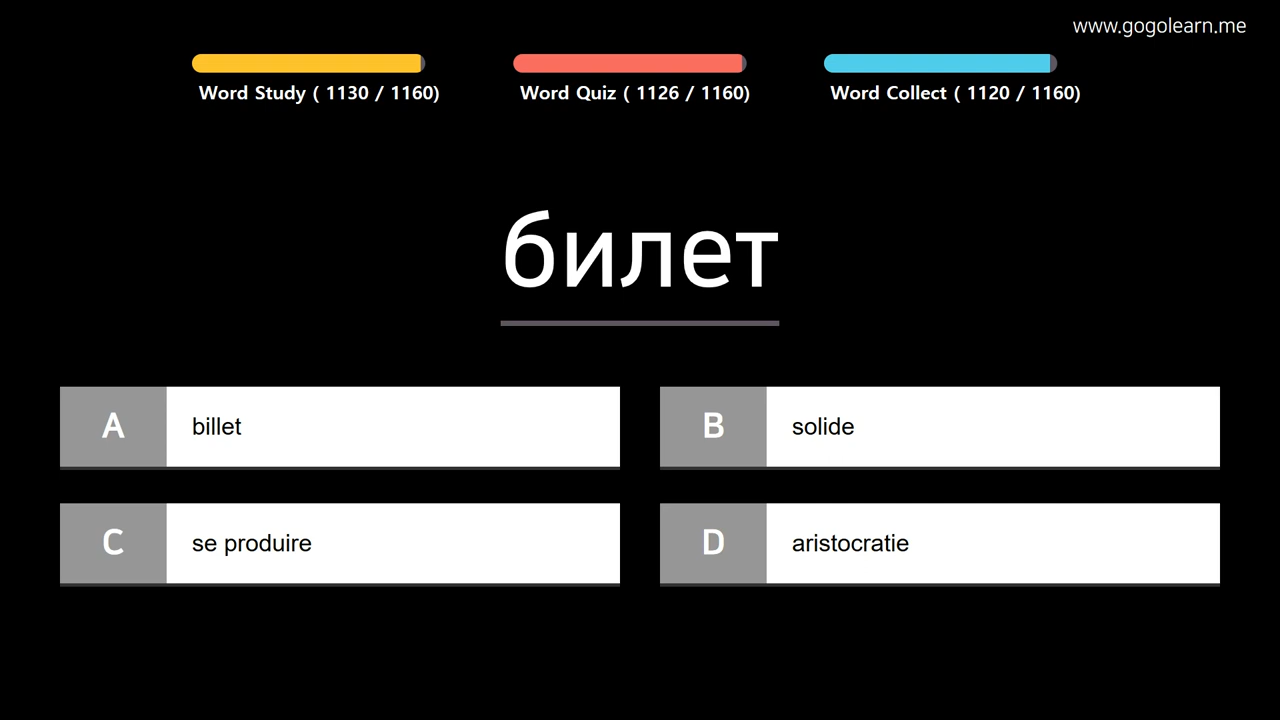 www.gogolearn.me
Word Study ( 1130 / 1160)
Word Quiz ( 1126 / 1160)
Word Collect ( 1120 / 1160)
билет
A billet
B solide
C se produire
D aristocratie